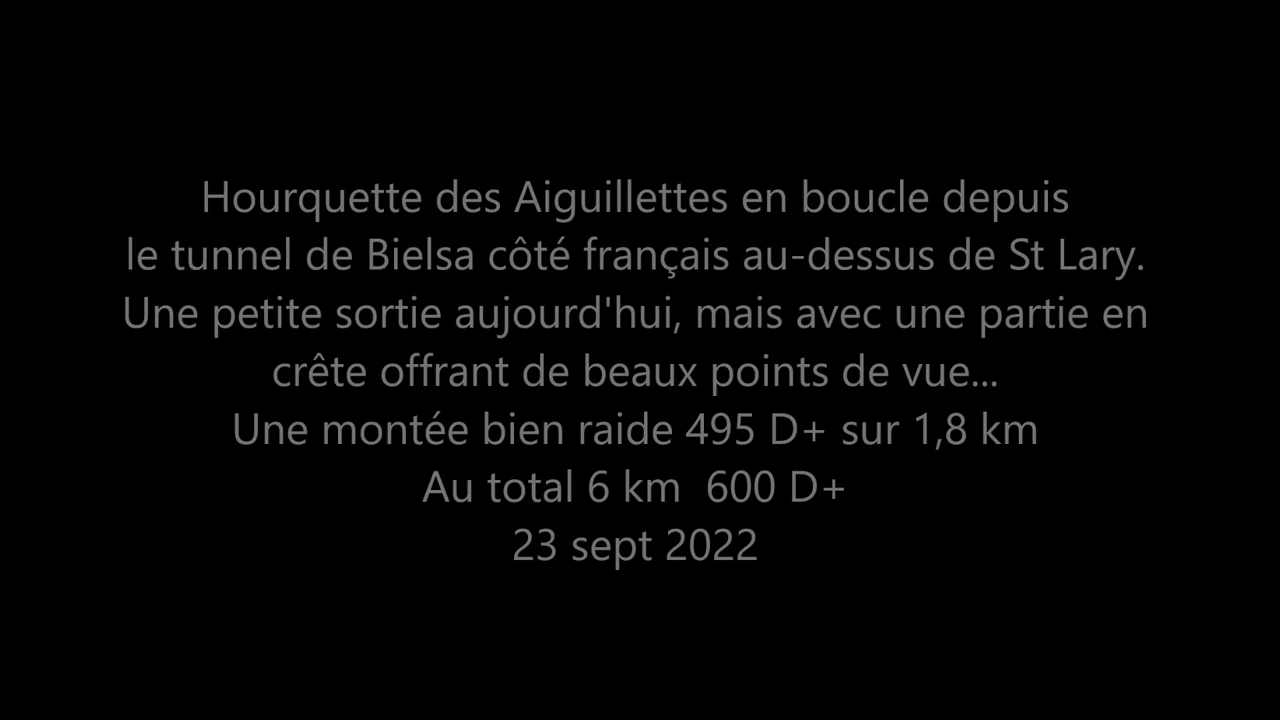 Hourquette des Aiguillettes en boucle depuis
le tunnel de Bielsa côté français au-dessus de St Lary.
Une petite sortie aujourd'hui, mais avec une partie en
crête offrant de beaux points de vue...
Une montée bien raide 495 D+ sur 1,8 km
Au total 6 km  600 D+
23 sept 2022